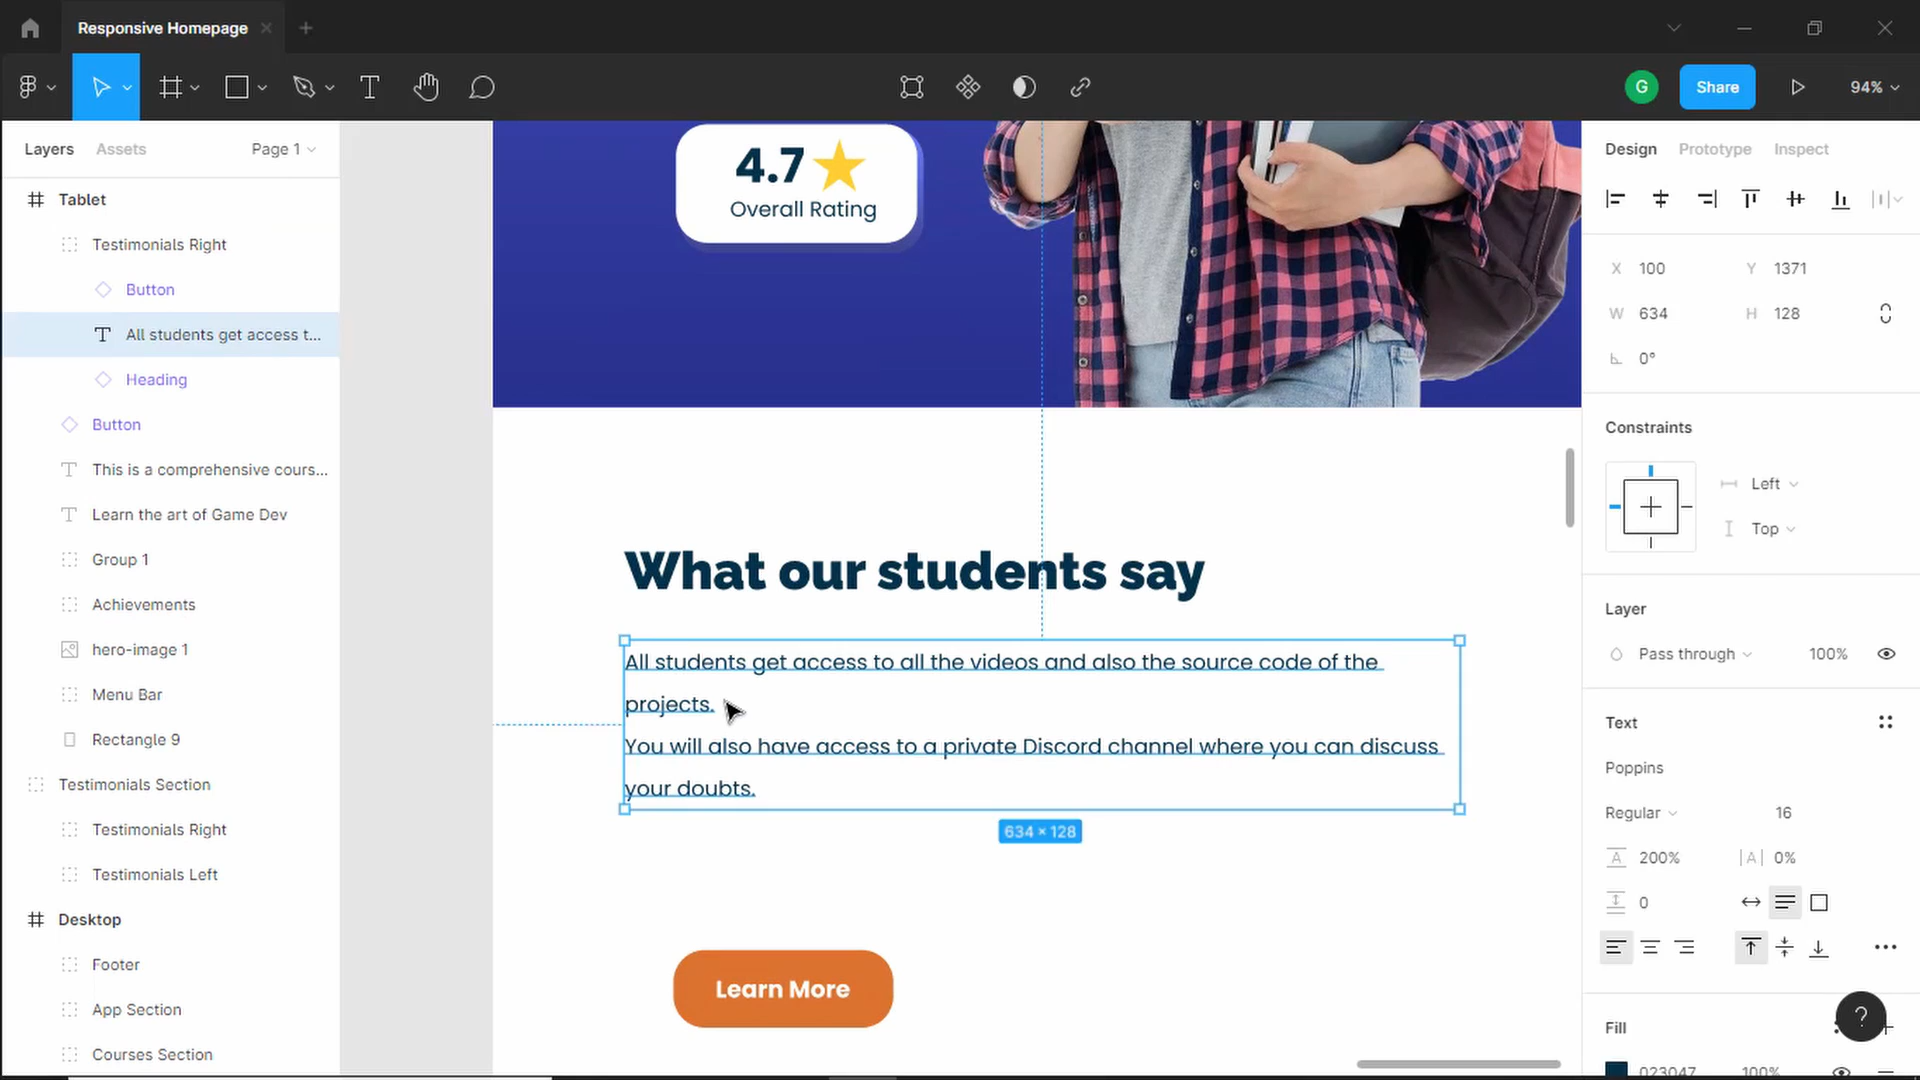 Responsive Homepage
G
Share
94%
Layers
Assets
Page 1
Tablet
Testimonials Right
Button
All students get access t...
Heading
Button
This is a comprehensive cours...
Learn the art of Game Dev
Group 1
Achievements
hero-image 1
Menu Bar
Rectangle 9
Testimonials Section
Testimonials Right
Testimonials Left
Desktop
Footer
App Section
Courses Section
4.7
Overall Rating
What our students say
All students get access to all the videos and also the source code of the
projects.
You will also have access to a private Discord channel where you can discuss
your doubts.
634 × 128
Learn More
Design
Prototype
Inspect
X 100
Y 1371
W 634
H 128
0°
Constraints
Left
Top
Layer
Pass through
100%
Text
Poppins
Regular
16
200%
0%
0
Fill
?
023047
100%